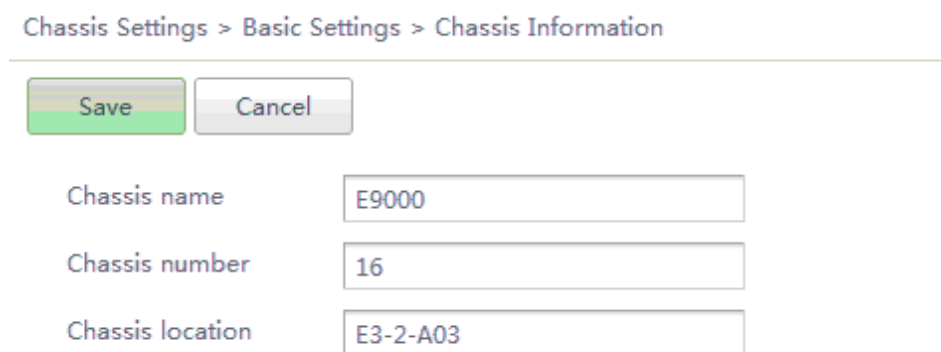 Chassis Settings > Basic Settings > Chassis Information
Save Cancel
Chassis name E9000
Chassis number 16
Chassis location E3-2-A03